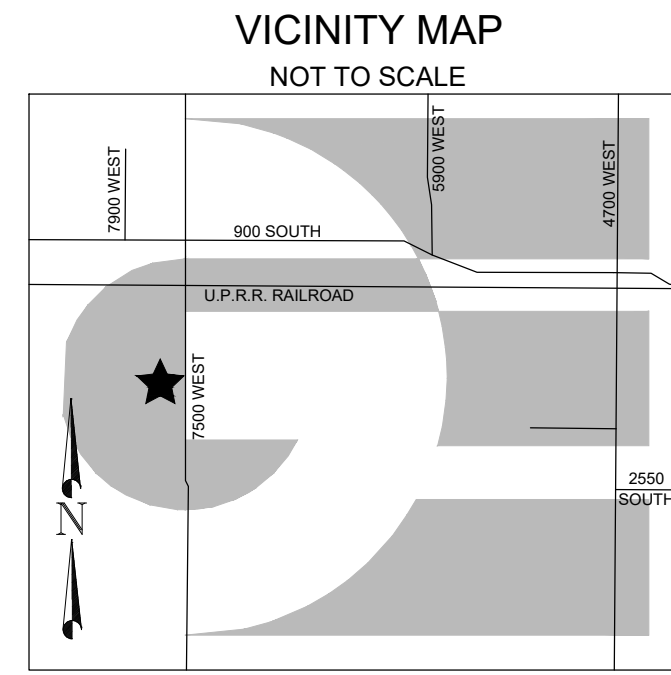 VICINITY MAP
NOT TO SCALE
7900 WEST
5900 WEST
4700 WEST
900 SOUTH
U.P.R.R. RAILROAD
7500 WEST
2550
SOUTH
N